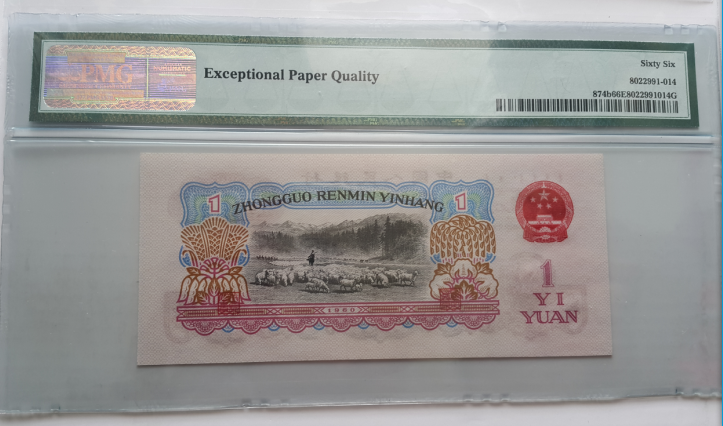 PMG
Exceptional Paper Quality
Sixty Six
8022991-014
874b66E8022991014G
ZHONGGUO RENMIN YINHANG
1
1
1960
1
YI
YUAN